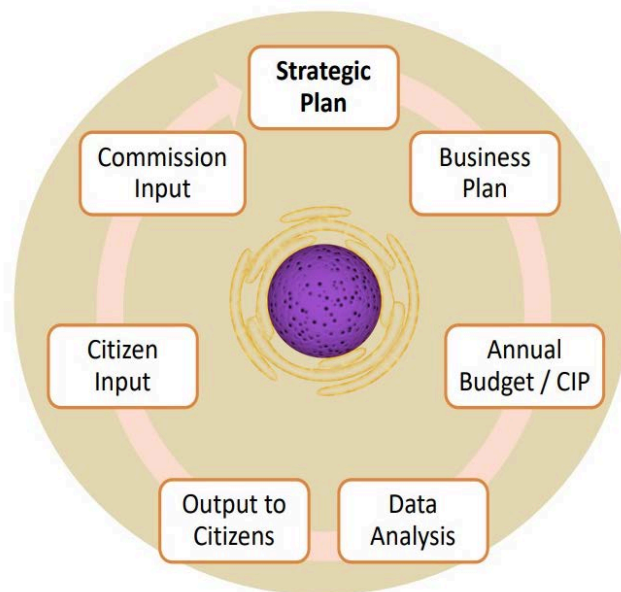 Strategic
Plan
Business
Plan
Annual
Budget / CIP
Data
Analysis
Output to
Citizens
Citizen
Input
Commission
Input